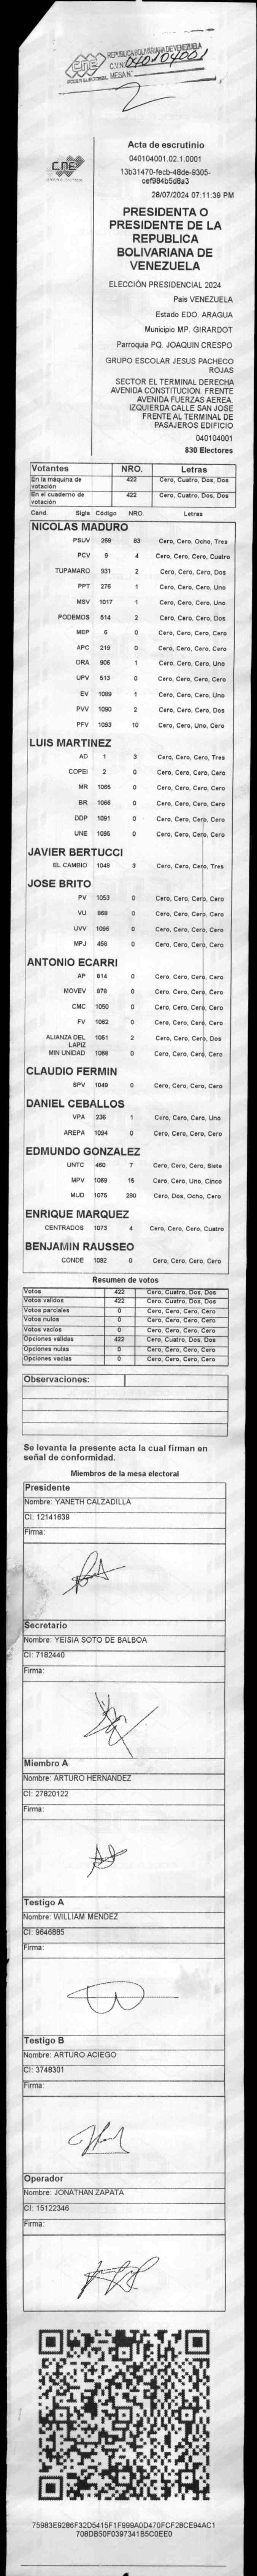 REPUBLICA BOLIVARIANA DE VENEZUELA
C.V.N. 040104001
PODER ELECTORAL MESA Nº
CNE
Acta de escrutinio
040104001.02.1.0001
13b31470-fecb-48de-9305-
cef984b5d8a3
28/07/2024 07:11:39 PM
PRESIDENTA O
PRESIDENTE DE LA
REPUBLICA
BOLIVARIANA DE
VENEZUELA
ELECCIÓN PRESIDENCIAL 2024
Pais VENEZUELA
Estado EDO. ARAGUA
Municipio MP. GIRARDOT
Parroquia PQ. JOAQUIN CRESPO
GRUPO ESCOLAR JESUS PACHECO
ROJAS
SECTOR EL TERMINAL DERECHA
AVENIDA CONSTITUCION. FRENTE
AVENIDA FUERZAS AEREA.
IZQUIERDA CALLE SAN JOSE
FRENTE AL TERMINAL DE
PASAJEROS EDIFICIO
040104001
830 Electores
Votantes NRO. Letras
En la máquina de votación 422 Cero, Cuatro, Dos, Dos
En el cuaderno de votación 422 Cero, Cuatro, Dos, Dos
Cand. Sigla Código NRO. Letras
NICOLAS MADURO
PSUV 269 83 Cero, Cero, Ocho, Tres
PCV 9 4 Cero, Cero, Cero, Cuatro
TUPAMARO 931 2 Cero, Cero, Cero, Dos
PPT 276 1 Cero, Cero, Cero, Uno
MSV 1017 1 Cero, Cero, Cero, Uno
PODEMOS 514 2 Cero, Cero, Cero, Dos
MEP 6 0 Cero, Cero, Cero, Cero
APC 219 0 Cero, Cero, Cero, Cero
ORA 906 1 Cero, Cero, Cero, Uno
UPV 513 0 Cero, Cero, Cero, Cero
EV 1089 1 Cero, Cero, Cero, Uno
PVV 1090 2 Cero, Cero, Cero, Dos
PFV 1093 10 Cero, Cero, Uno, Cero
LUIS MARTINEZ
AD 1 3 Cero, Cero, Cero, Tres
COPEI 2 0 Cero, Cero, Cero, Cero
MR 1065 0 Cero, Cero, Cero, Cero
BR 1066 0 Cero, Cero, Cero, Cero
DDP 1091 0 Cero, Cero, Cero, Cero
UNE 1095 0 Cero, Cero, Cero, Cero
JAVIER BERTUCCI
EL CAMBIO 1048 3 Cero, Cero, Cero, Tres
JOSE BRITO
PV 1053 0 Cero, Cero, Cero, Cero
VU 868 0 Cero, Cero, Cero, Cero
UVV 1096 0 Cero, Cero, Cero, Cero
MPJ 456 0 Cero, Cero, Cero, Cero
ANTONIO ECARRI
AP 814 0 Cero, Cero, Cero, Cero
MOVEV 878 0 Cero, Cero, Cero, Cero
CMC 1050 0 Cero, Cero, Cero, Cero
FV 1062 0 Cero, Cero, Cero, Cero
ALIANZA DEL LAPIZ 1051 2 Cero, Cero, Cero, Dos
MIN UNIDAD 1068 0 Cero, Cero, Cero, Cero
CLAUDIO FERMIN
SPV 1049 0 Cero, Cero, Cero, Cero
DANIEL CEBALLOS
VPA 236 1 Cero, Cero, Cero, Uno
AREPA 1094 0 Cero, Cero, Cero, Cero
EDMUNDO GONZALEZ
UNTC 460 7 Cero, Cero, Cero, Siete
MPV 1069 15 Cero, Cero, Uno, Cinco
MUD 1075 280 Cero, Dos, Ocho, Cero
ENRIQUE MARQUEZ
CENTRADOS 1073 4 Cero, Cero, Cero, Cuatro
BENJAMIN RAUSSEO
CONDE 1092 0 Cero, Cero, Cero, Cero
Resumen de votos
Votos 422 Cero, Cuatro, Dos, Dos
Votos validos 422 Cero, Cuatro, Dos, Dos
Votos parciales 0 Cero, Cero, Cero, Cero
Votos nulos 0 Cero, Cero, Cero, Cero
Votos vacios 0 Cero, Cero, Cero, Cero
Opciones validas 422 Cero, Cuatro, Dos, Dos
Opciones nulas 0 Cero, Cero, Cero, Cero
Opciones vacias 0 Cero, Cero, Cero, Cero
Observaciones:
Se levanta la presente acta la cual firman en
señal de conformidad.
Miembros de la mesa electoral
Presidente
Nombre: YANETH CALZADILLA
CI: 12141639
Firma:
Secretario
Nombre: YEISIA SOTO DE BALBOA
CI: 7182440
Firma:
Miembro A
Nombre: ARTURO HERNANDEZ
CI: 27820122
Firma:
Testigo A
Nombre: WILLIAM MENDEZ
CI: 9646885
Firma:
Testigo B
Nombre: ARTURO ACIEGO
CI: 3748301
Firma:
Operador
Nombre: JONATHAN ZAPATA
CI: 15122346
Firma:
75983E9286F32D5415F1F999A0D470FCF28CE94AC1
708DB50F0397341B5C0EE0